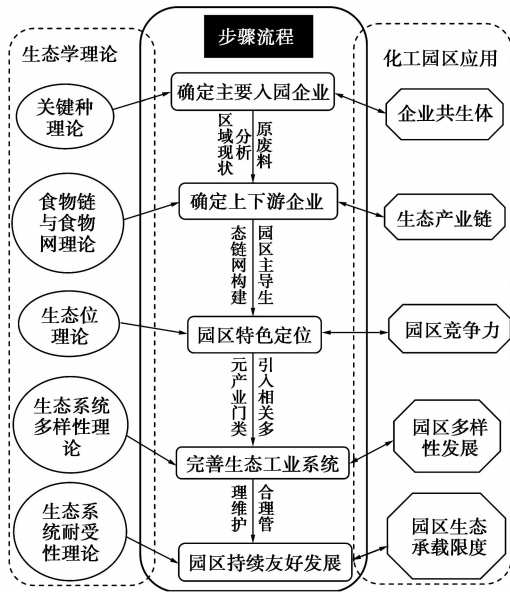 步骤流程
生态学理论
化工园区应用
关键种
理论
确定主要入园企业
企业共生体
区域现状
分析
原废料
食物链
与食物
网理论
确定上下游企业
生态产业链
园区主导生
态链网构建
生态位
理论
园区特色定位
园区竞争力
引入相关多
元产业门类
生态系统
多样性理
论
完善生态工业系统
园区多样
性发展
合理管
理维护
生态系
统耐受
性理论
园区持续友好发展
园区生态
承载限度